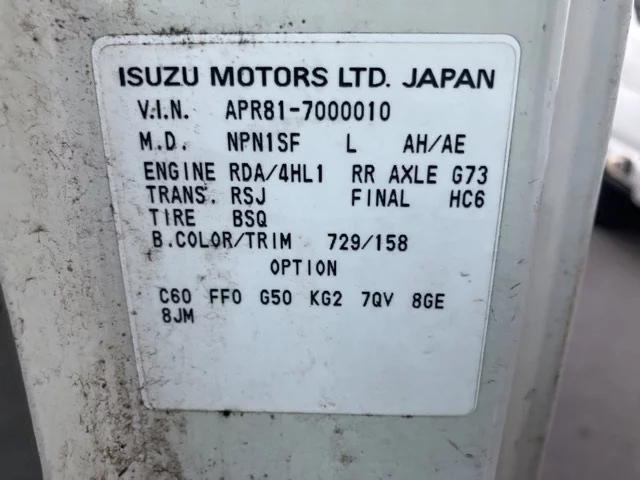 ISUZU MOTORS LTD. JAPAN
V.I.N. APR81-7000010
M.D. NPN1SF L AH/AE
ENGINE RDA/4HL1 RR AXLE G73
TRANS. RSJ FINAL HC6
TIRE BSQ
B.COLOR/TRIM 729/158
OPTION
C60 FF0 G50 KG2 7QV 8GE
8JM